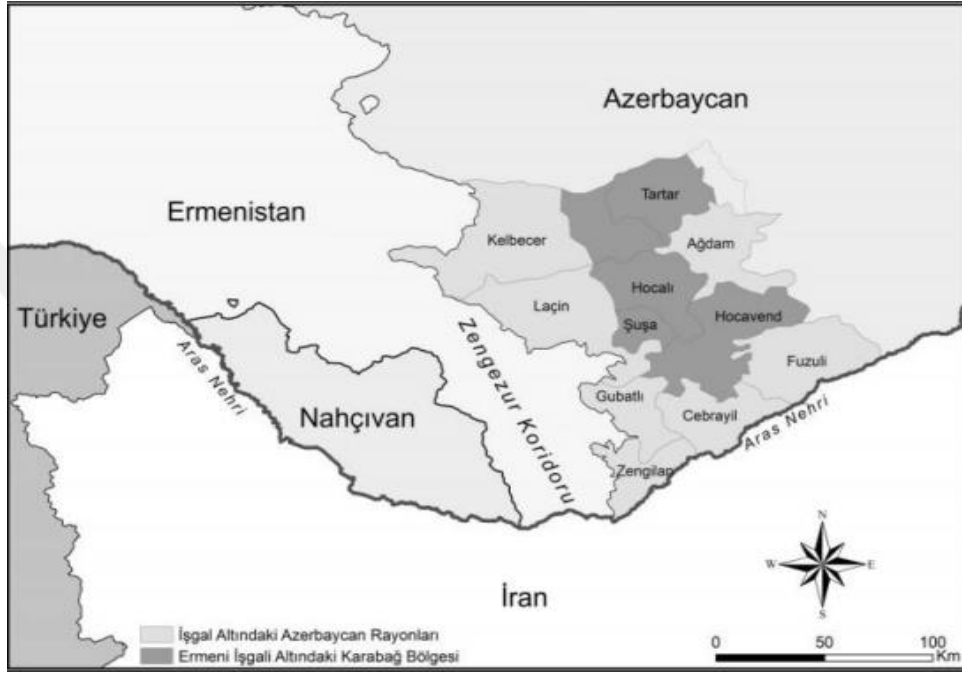 Azerbaycan
Ermenistan
Tartar
Kelbecer
Ağdam
Hocalı
Laçin
Hocavend
Türkiye
Şuşa
Zengezur Koridoru
Aras Nehri
Fuzuli
Gubatlı
Nahçıvan
Cebrayil
Aras Nehri
Zengilan
N
W
E
S
İran
İşgal Altındaki Azerbaycan Rayonları
Ermeni İşgali Altındaki Karabağ Bölgesi
0 50 100
Km